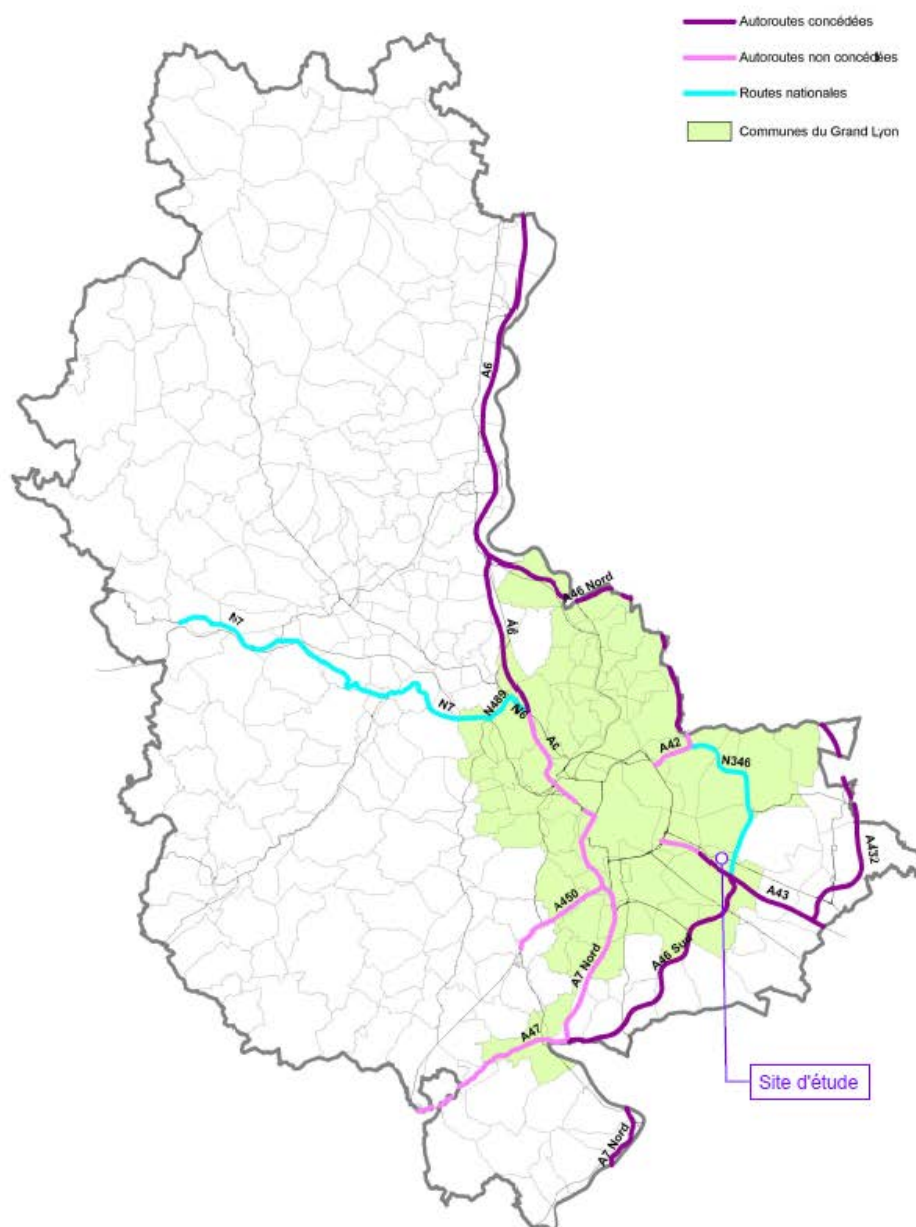 Autoroutes concédées
Autoroutes non concédées
Routes nationales
Communes du Grand Lyon
A6
A46 Nord
A6
N7
N7
N489
N6
A6
A42
N346
A432
A43
A450
A7 Nord
A46 Sud
A47
Site d'étude
A7 Nord